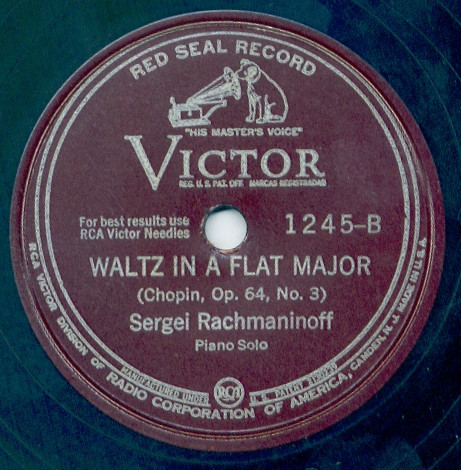 RED SEAL RECORD
"HIS MASTER'S VOICE"
VICTOR
REG. U.S. PAT. OFF. MARCAS REGISTRADAS
For best results use
RCA Victor Needles
1245-B
WALTZ IN A FLAT MAJOR
(Chopin, Op. 64, No. 3)
Sergei Rachmaninoff
Piano Solo
MANUFACTURED UNDER
RCA
U.S. PATENT
RCA VICTOR DIVISION OF RADIO CORPORATION OF AMERICA, CAMDEN, N. J. MADE IN U.S.A.